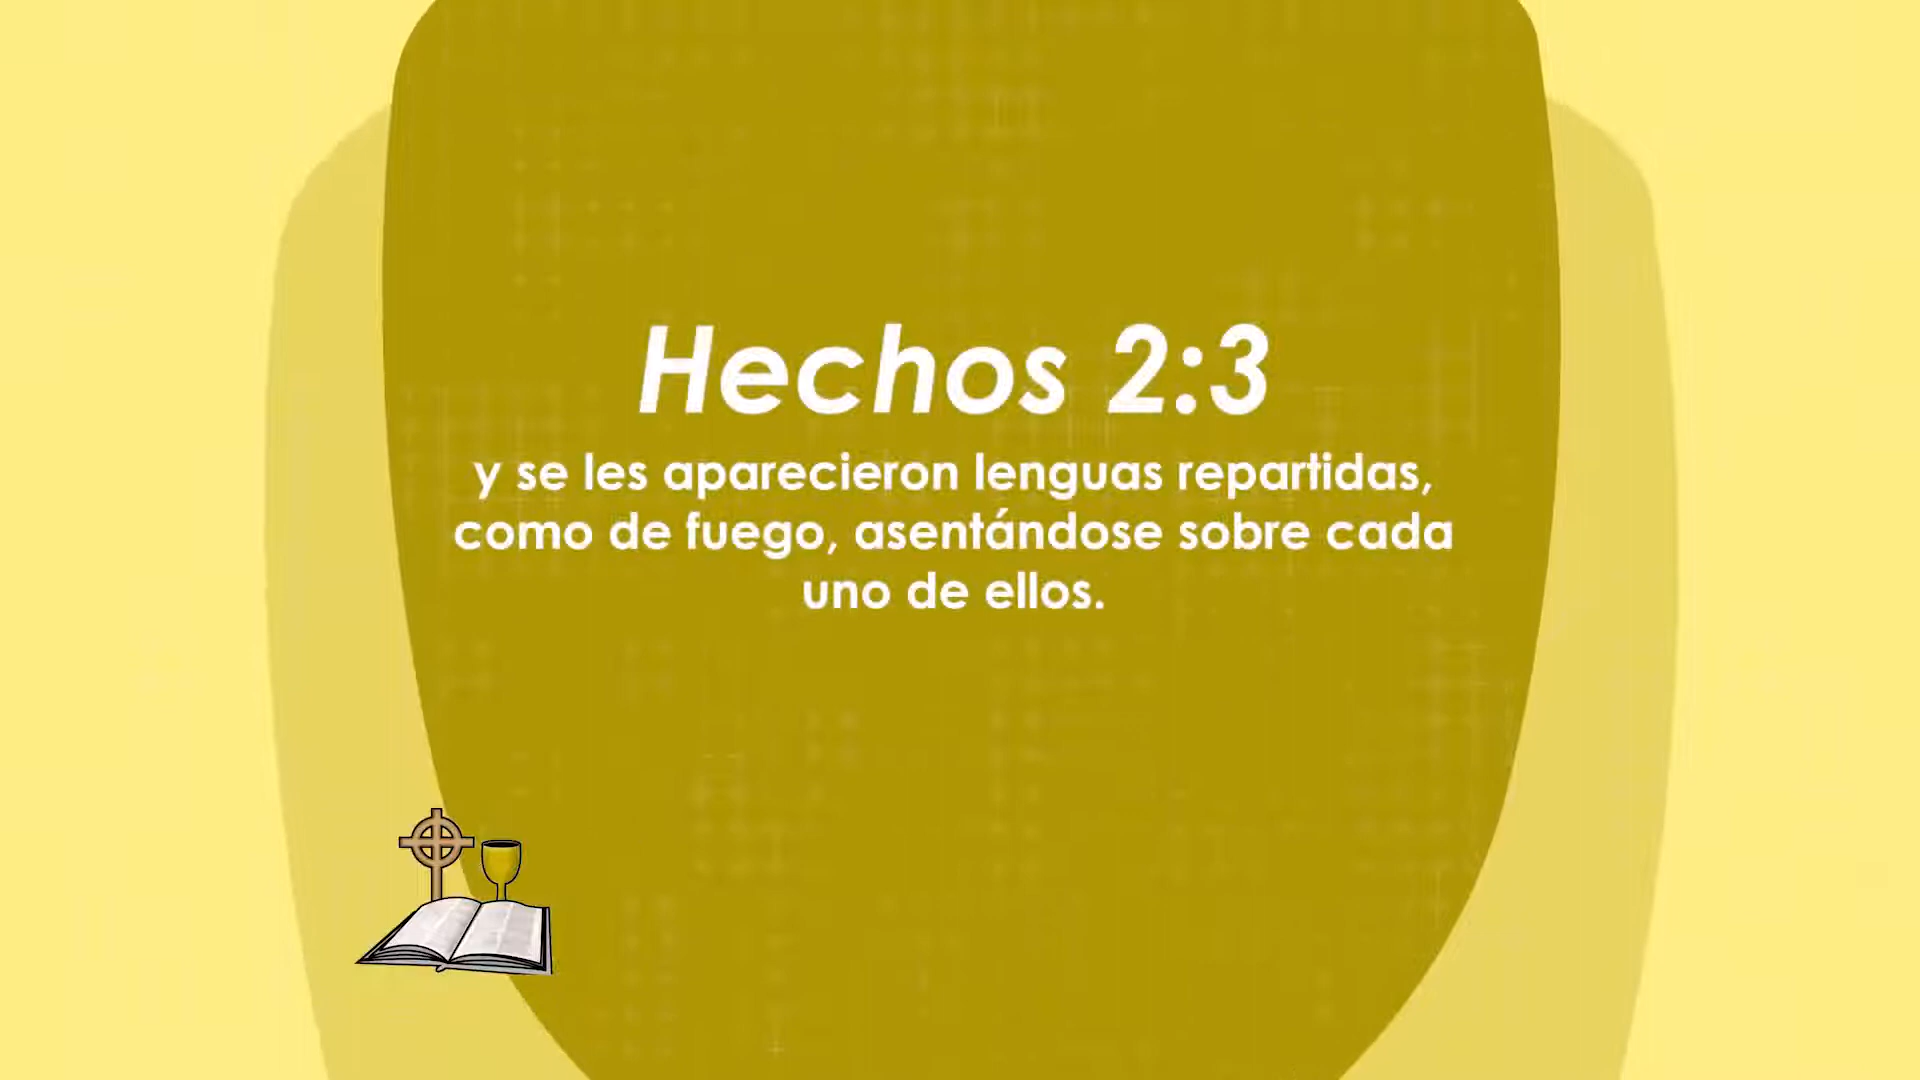 Hechos 2:3
y se les aparecieron lenguas repartidas,
como de fuego, asentándose sobre cada
uno de ellos.